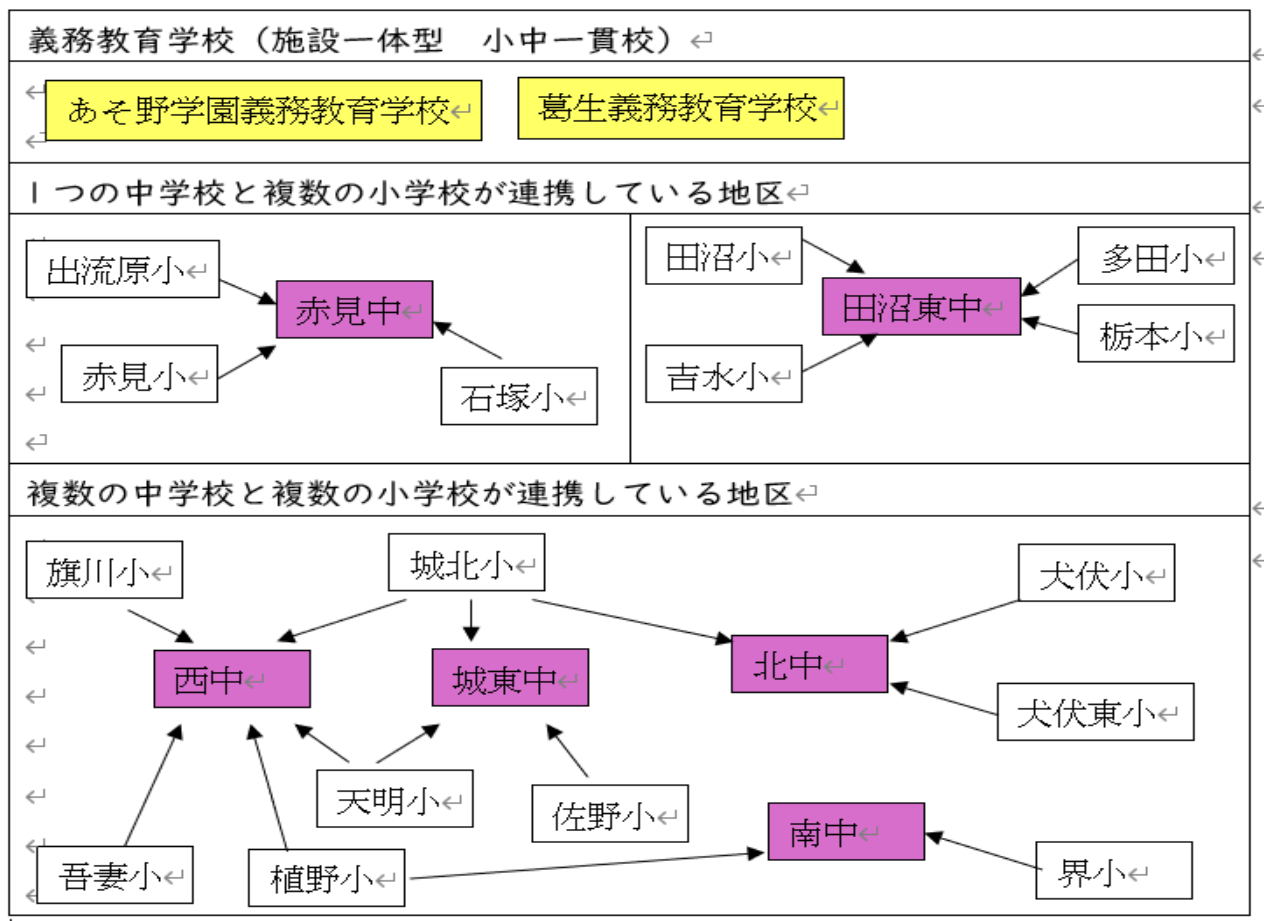 義務教育学校（施設一体型　小中一貫校）
あそ野学園義務教育学校
葛生義務教育学校
1つの中学校と複数の小学校が連携している地区
出流原小
赤見中
赤見小
石塚小
田沼小
多田小
田沼東中
栃本小
吉水小
複数の中学校と複数の小学校が連携している地区
旗川小
城北小
犬伏小
西中
城東中
北中
犬伏東小
天明小
佐野小
南中
吾妻小
植野小
界小